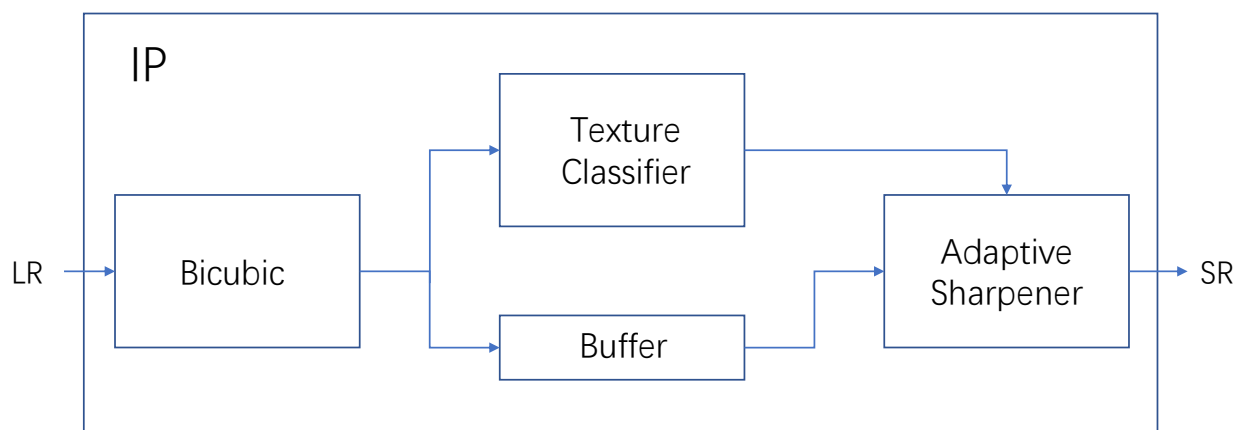 IP
Texture
Classifier
LR
Bicubic
Adaptive
Sharpener
SR
Buffer